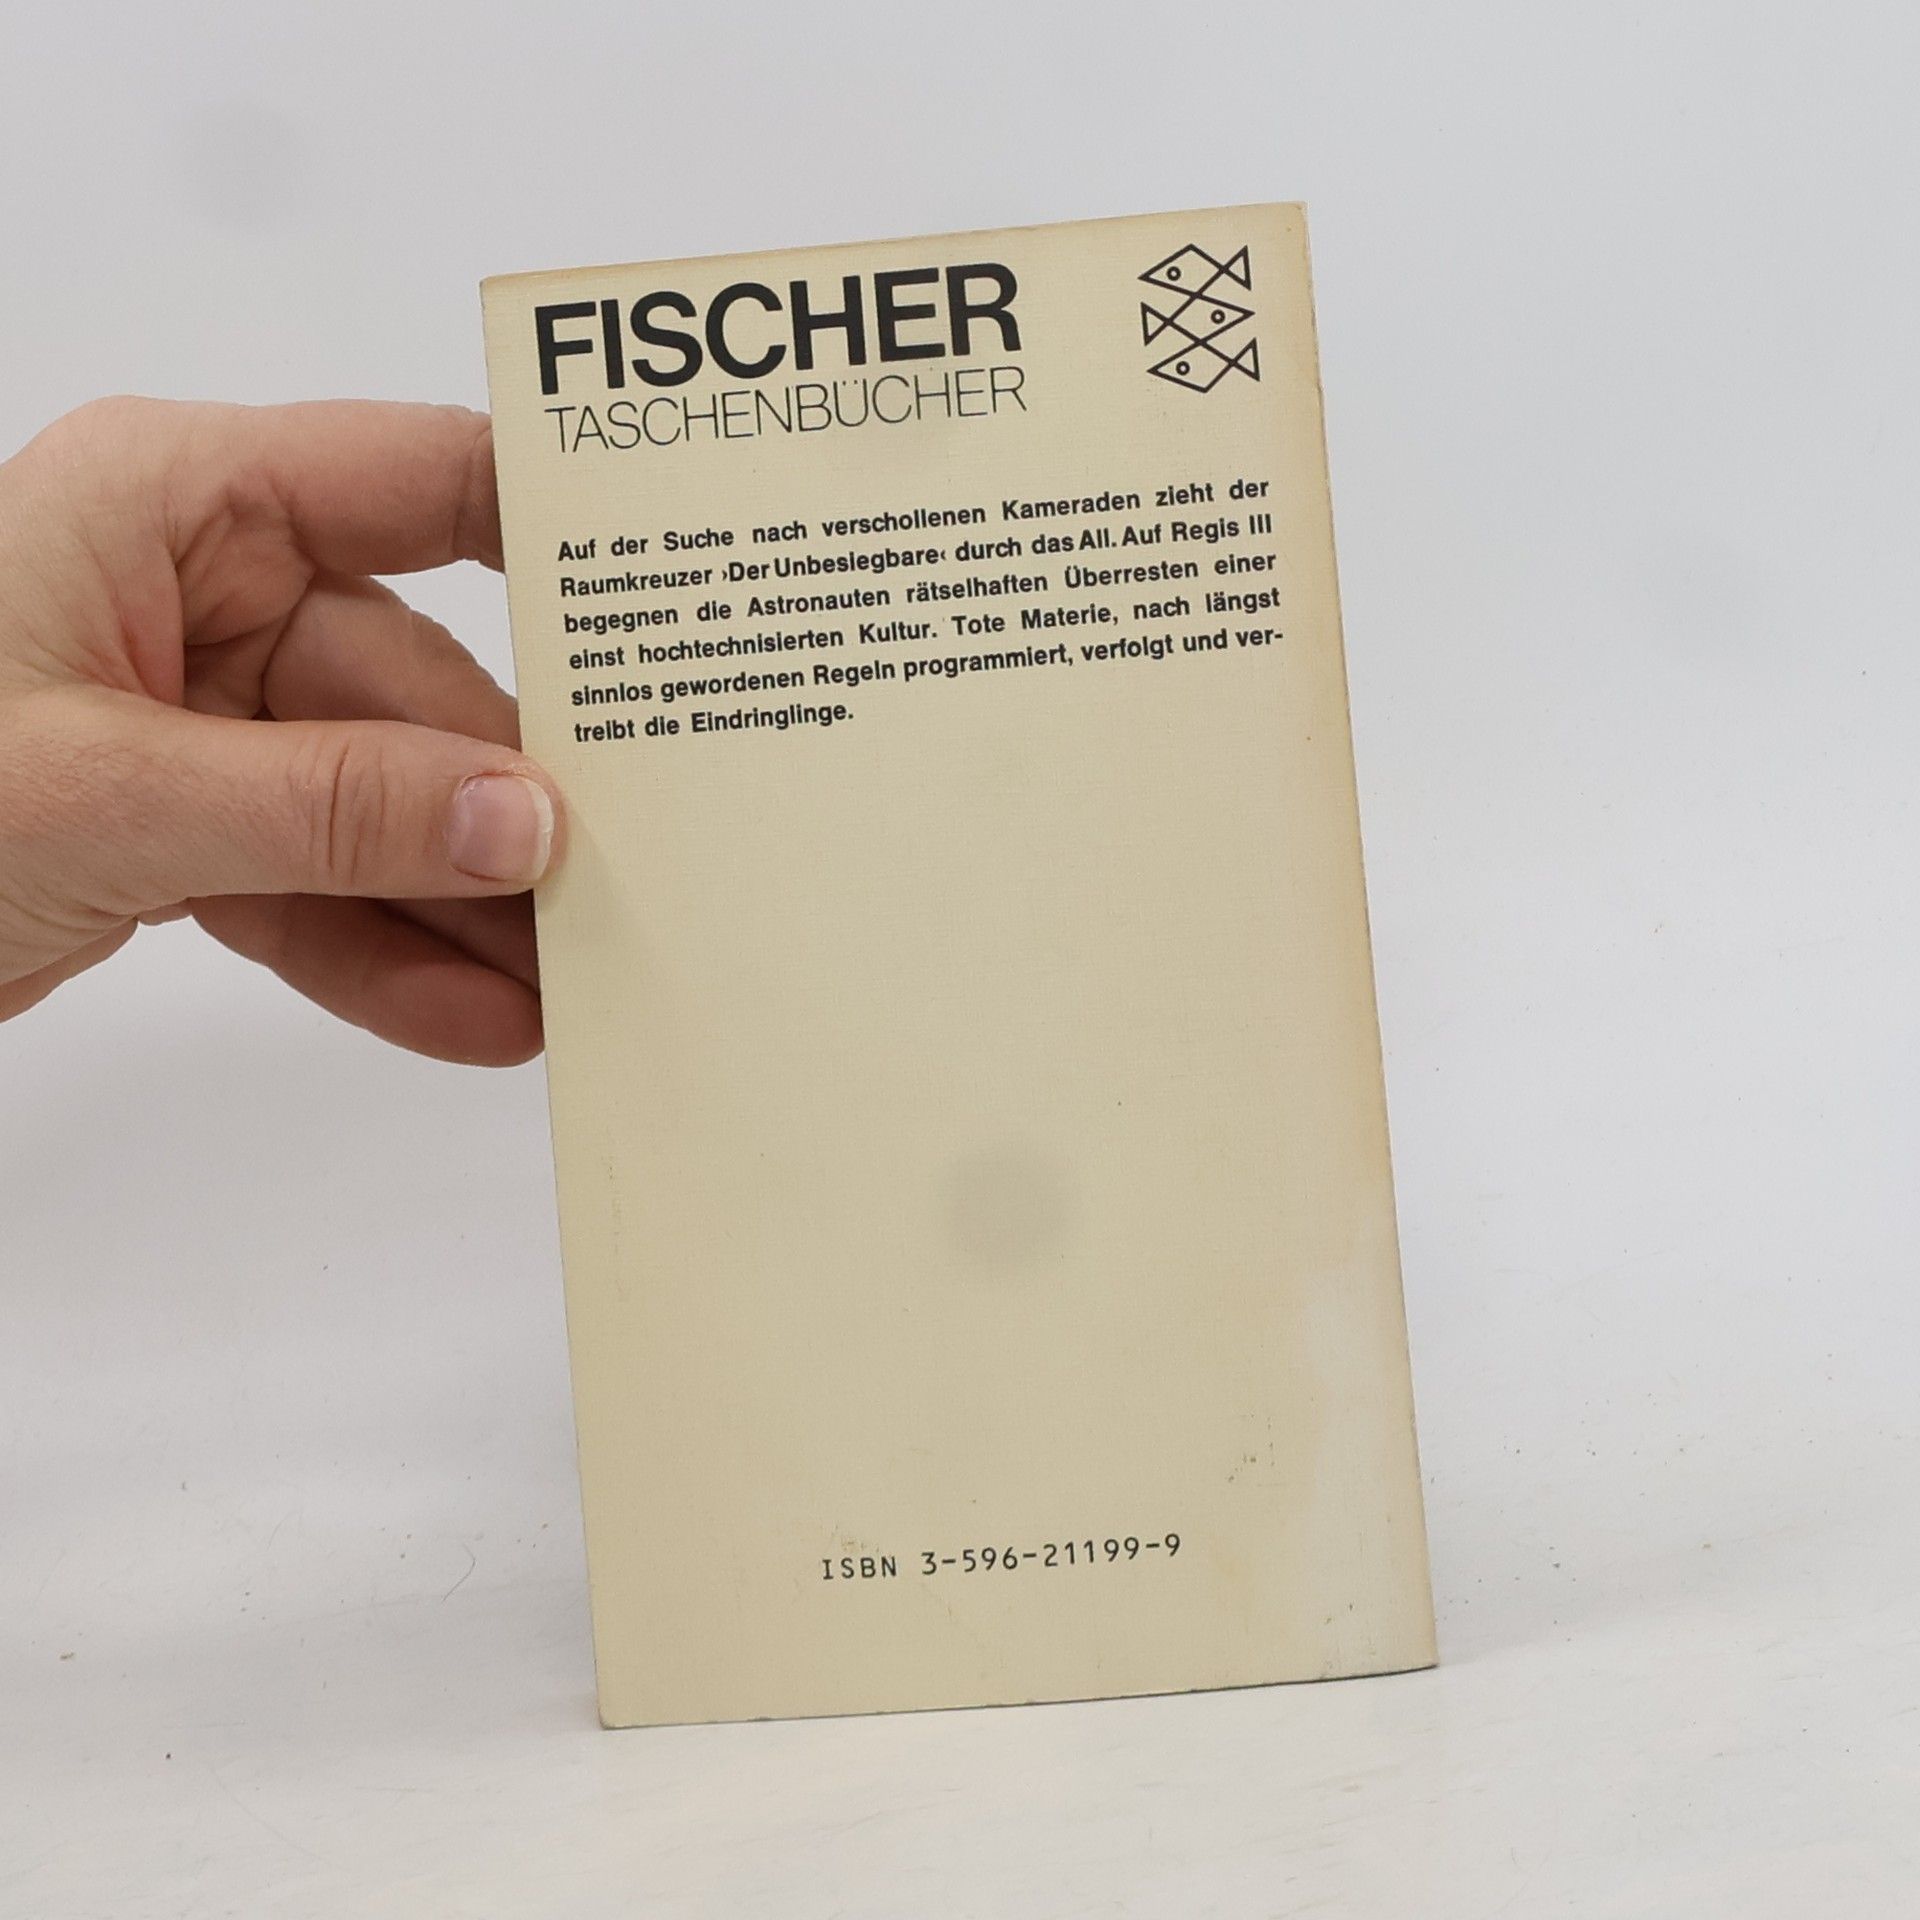 FISCHER
TASCHENBÜCHER
Auf der Suche nach verschollenen Kameraden zieht der
Raumkreuzer ›Der Unbesiegbare‹ durch das All. Auf Regis III
begegnen die Astronauten rätselhaften Überresten einer
einst hochtechnisierten Kultur. Tote Materie, nach längst
sinnlos gewordenen Regeln programmiert, verfolgt und ver-
treibt die Eindringlinge.
ISBN 3-596-21199-9